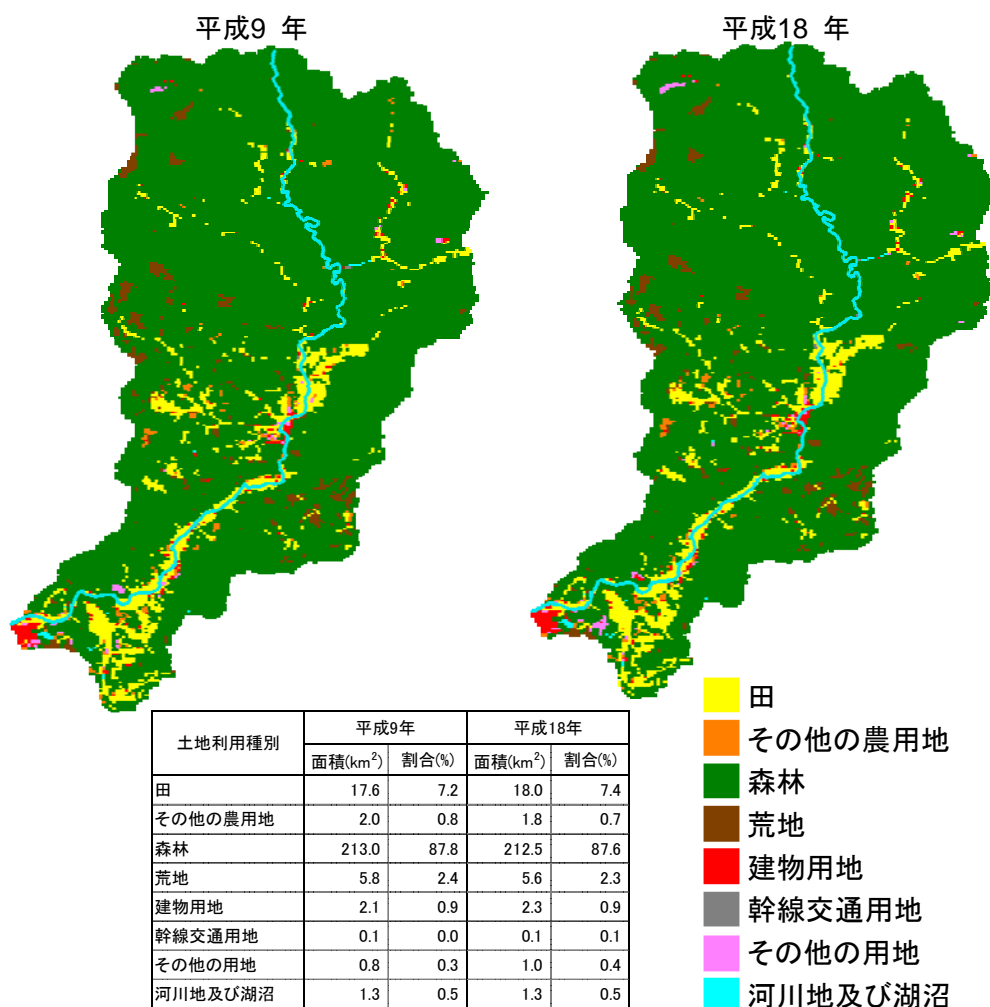 平成9 年
平成18 年
土地利用種別 平成9年 平成18年
面積(km2) 割合(%) 面積(km2) 割合(%)
田 17.6 7.2 18.0 7.4
その他の農用地 2.0 0.8 1.8 0.7
森林 213.0 87.8 212.5 87.6
荒地 5.8 2.4 5.6 2.3
建物用地 2.1 0.9 2.3 0.9
幹線交通用地 0.1 0.0 0.1 0.1
その他の用地 0.8 0.3 1.0 0.4
河川地及び湖沼 1.3 0.5 1.3 0.5
田
その他の農用地
森林
荒地
建物用地
幹線交通用地
その他の用地
河川地及び湖沼